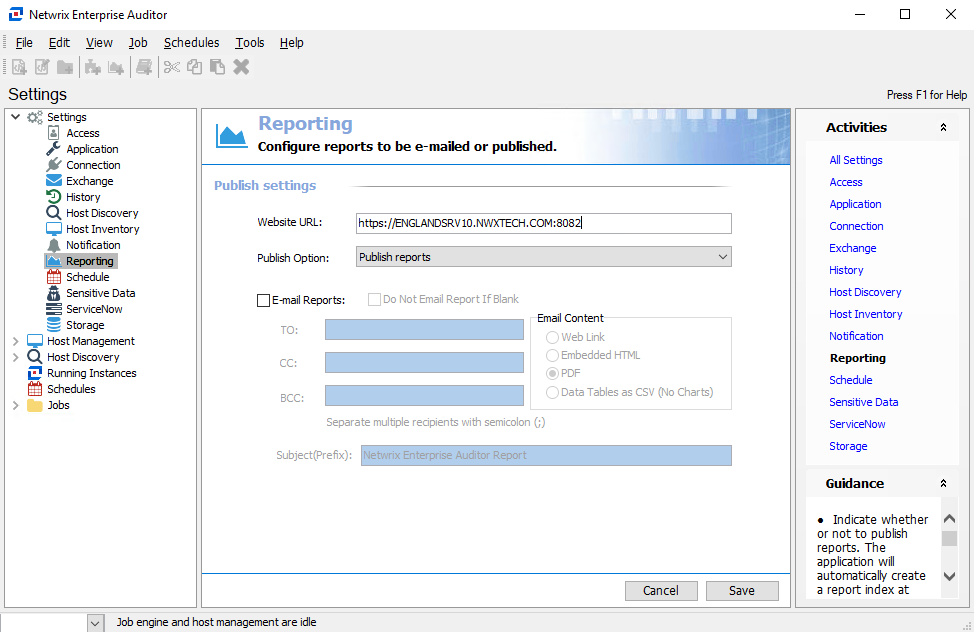 Netwrix Enterprise Auditor
File Edit View Job Schedules Tools Help
Settings
Press F1 for Help
Settings
Access
Application
Connection
Exchange
History
Host Discovery
Host Inventory
Notification
Reporting
Schedule
Sensitive Data
ServiceNow
Storage
Host Management
Host Discovery
Running Instances
Schedules
Jobs
Reporting
Configure reports to be e-mailed or published.
Publish settings
Website URL: https://ENGLANDSRV10.NWXTECH.COM:8082
Publish Option: Publish reports
E-mail Reports: Do Not Email Report If Blank
TO:
CC:
BCC:
Email Content
Web Link
Embedded HTML
PDF
Data Tables as CSV (No Charts)
Separate multiple recipients with semicolon (;)
Subject(Prefix): Netwrix Enterprise Auditor Report
Cancel Save
Activities
All Settings
Access
Application
Connection
Exchange
History
Host Discovery
Host Inventory
Notification
Reporting
Schedule
Sensitive Data
ServiceNow
Storage
Guidance
• Indicate whether
or not to publish
reports. The
application will
automatically create
a report index at
Job engine and host management are idle